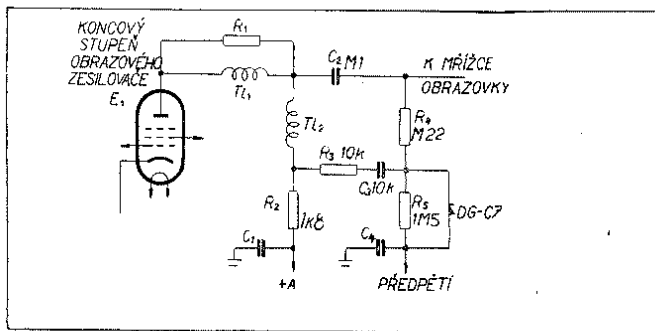 KONCOVÝ
STUPEŇ
OBRAZOVÉHO
ZESILOVAČE
E₁
R₁
TL₁
C₂ M1
K MŘÍŽCE
OBRAZOVKY
TL₂
R₄
M22
R₃ 10k
C₃ 10k
R₂
1k8
R₅
1M5
DG-C7
C₁
C₄
+A
PŘEDPĚTÍ